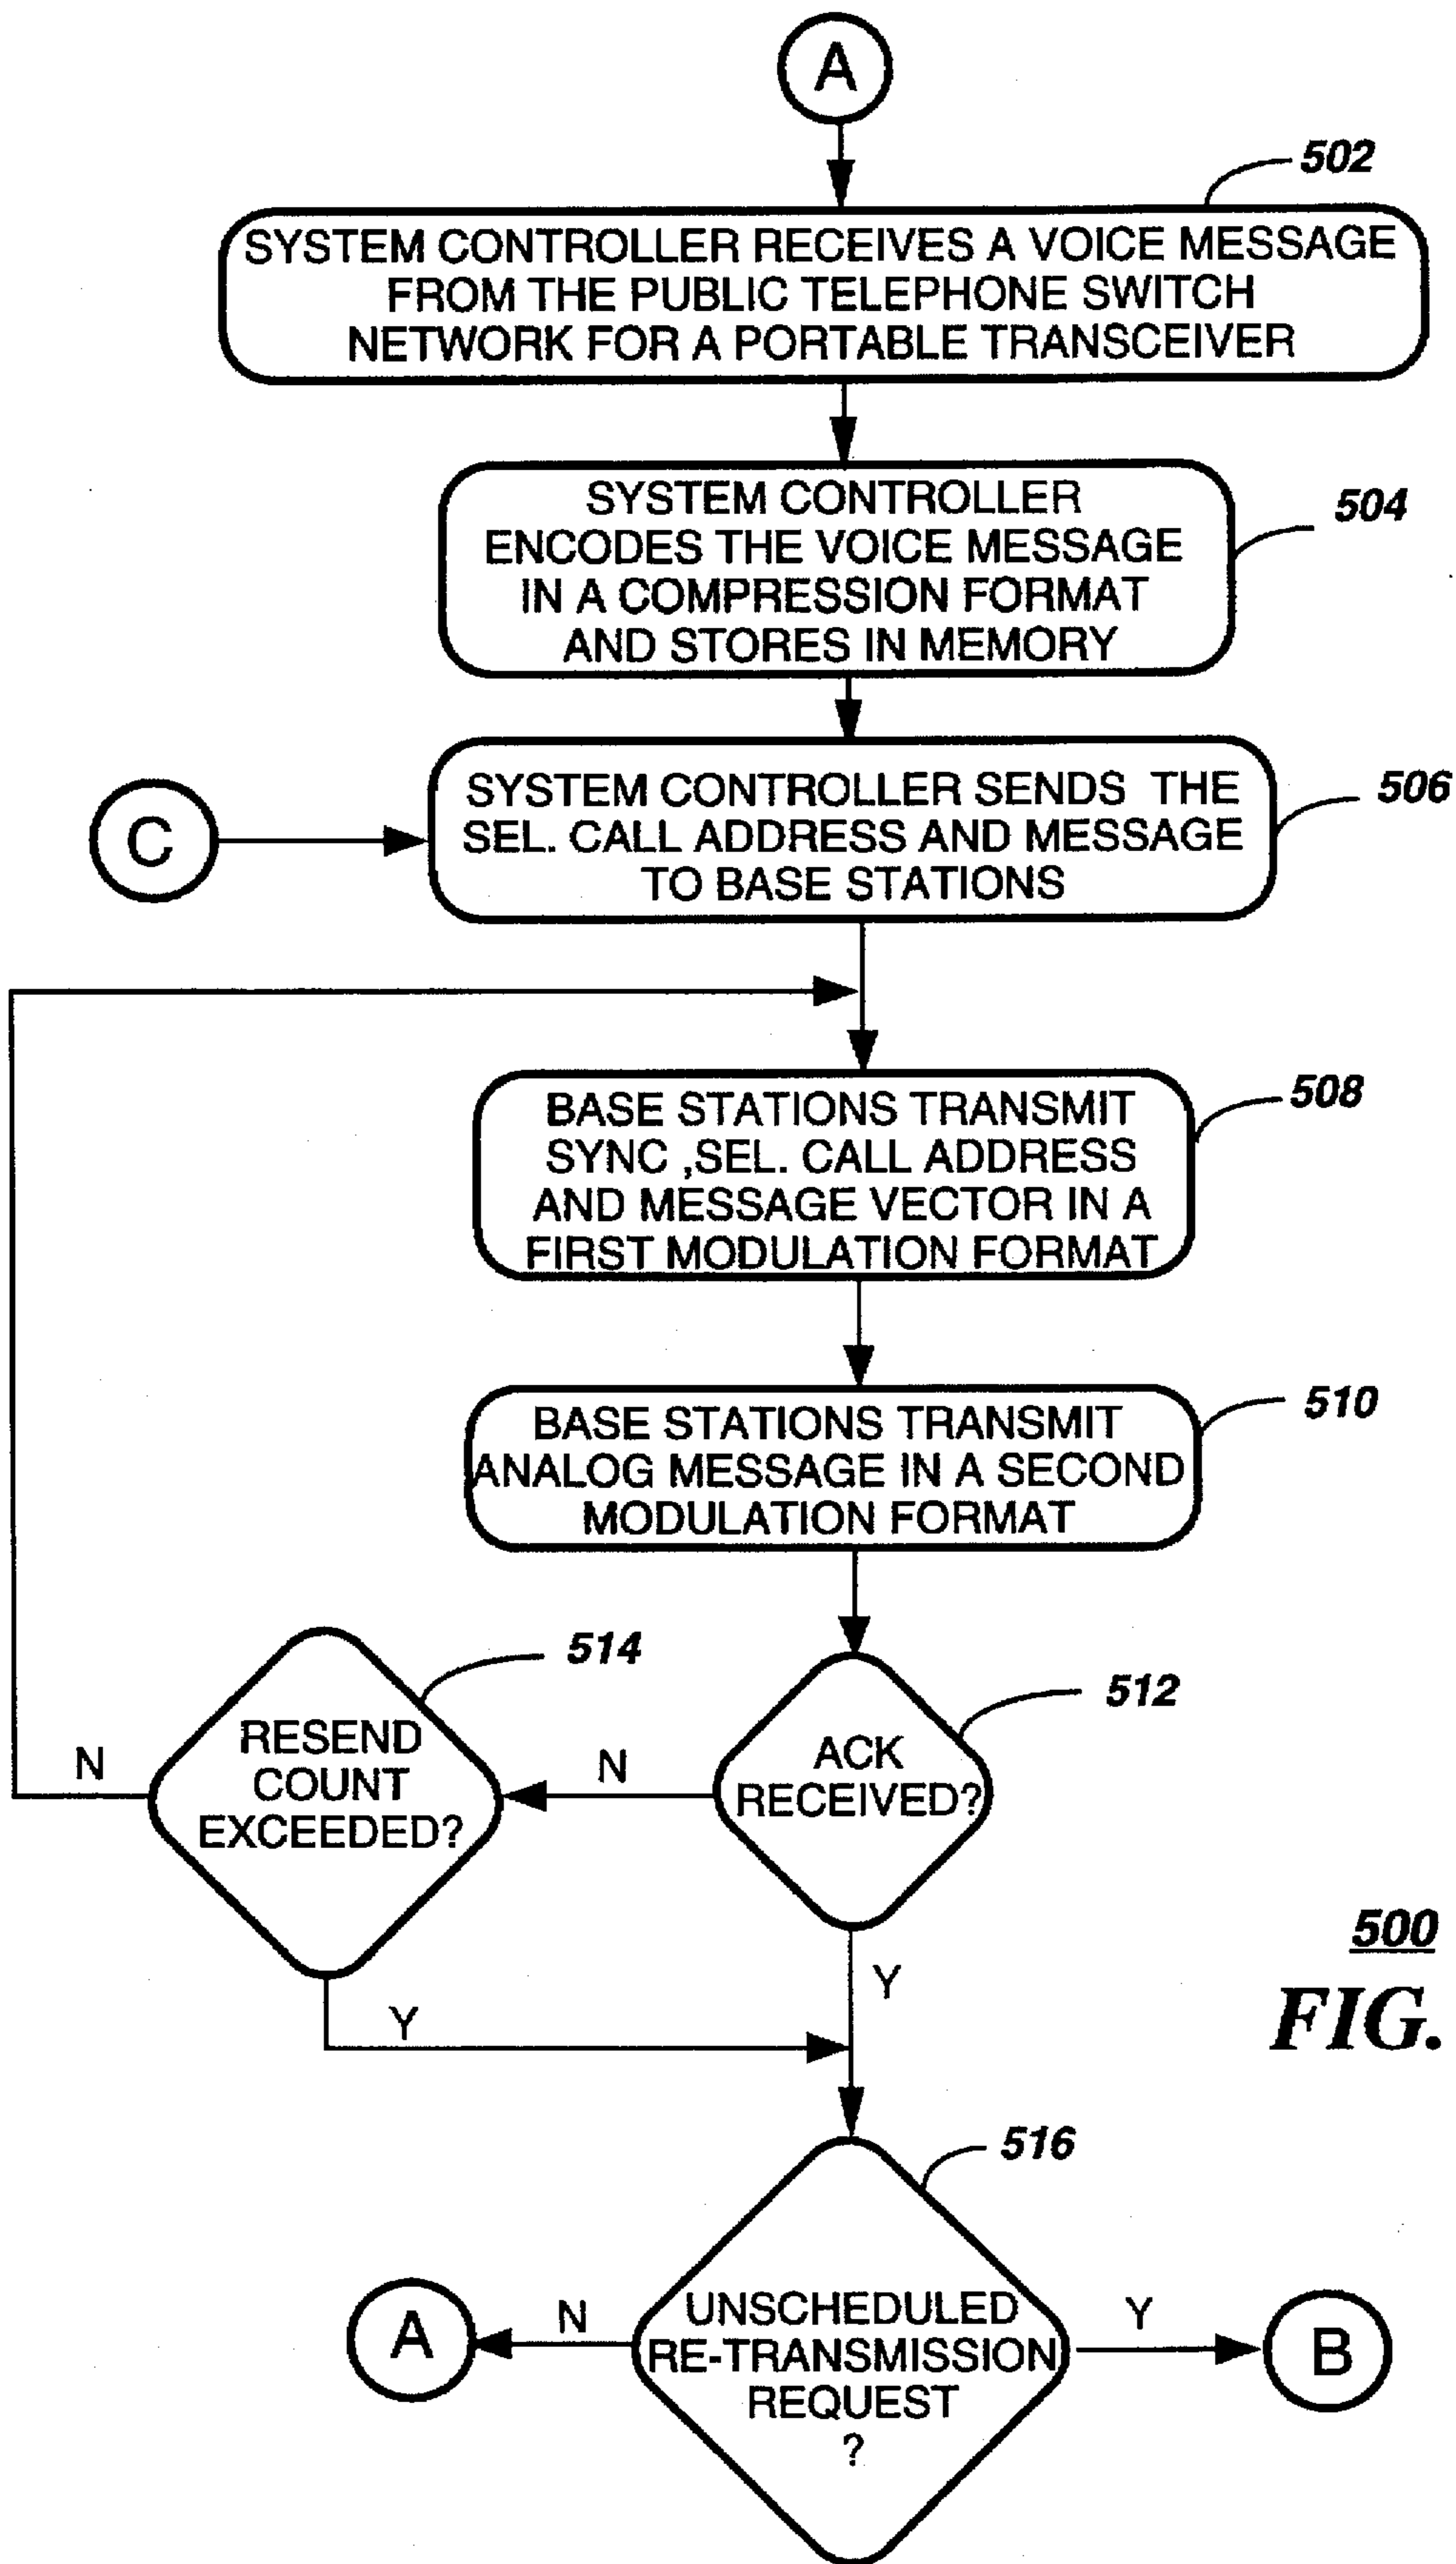 A
502
SYSTEM CONTROLLER RECEIVES A VOICE MESSAGE
FROM THE PUBLIC TELEPHONE SWITCH
NETWORK FOR A PORTABLE TRANSCEIVER
504
SYSTEM CONTROLLER
ENCODES THE VOICE MESSAGE
IN A COMPRESSION FORMAT
AND STORES IN MEMORY
C
506
SYSTEM CONTROLLER SENDS THE
SEL. CALL ADDRESS AND MESSAGE
TO BASE STATIONS
508
BASE STATIONS TRANSMIT
SYNC ,SEL. CALL ADDRESS
AND MESSAGE VECTOR IN A
FIRST MODULATION FORMAT
510
BASE STATIONS TRANSMIT
ANALOG MESSAGE IN A SECOND
MODULATION FORMAT
514
RESEND
COUNT
EXCEEDED?
N
N
512
ACK
RECEIVED?
Y
Y
500
FIG.
516
UNSCHEDULED
RE-TRANSMISSION
REQUEST
?
N
A
Y
B